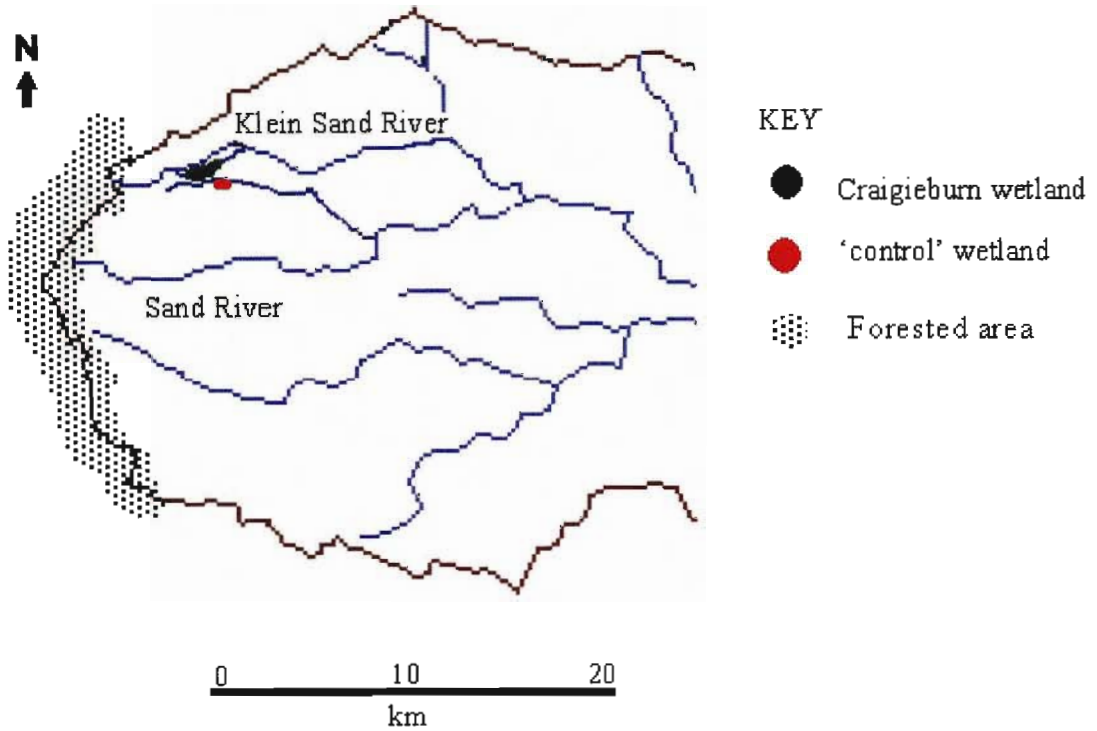 N
Klein Sand River
KEY
Craigieburn wetland
‘control’ wetland
Sand River
Forested area
0 10 20
km